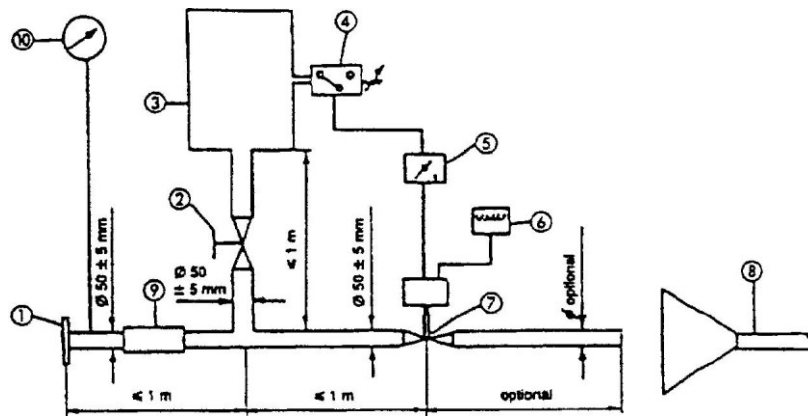 ⑩
④
③
⑤
②
⑥
Ø 50 ± 5 mm
⩽ 1 m
Ø 50 ± 5 mm
Ø 50
± 5 mm
⑦
Ø optional
⑧
⑨
①
⩽ 1 m
⩽ 1 m
optional